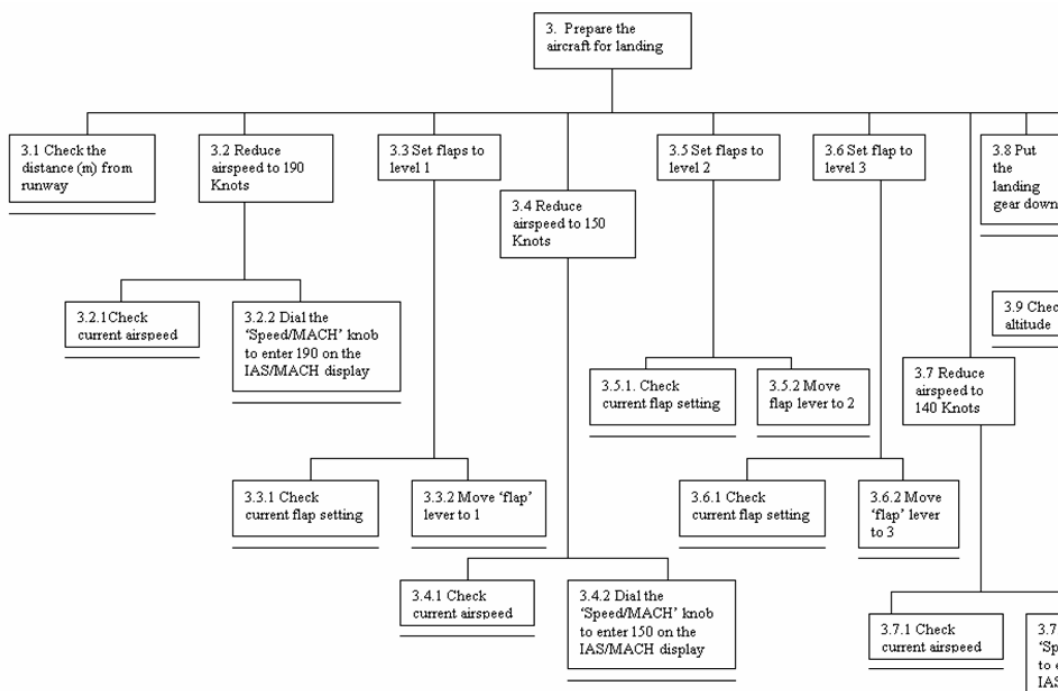 3.  Prepare the
aircraft for landing
3.1 Check the
distance (m) from
runway
3.2 Reduce
airspeed to 190
Knots
3.3 Set flaps to
level 1
3.4 Reduce
airspeed to 150
Knots
3.5 Set flaps to
level 2
3.6 Set flap to
level 3
3.8 Put
the
landing
gear down
3.2.1Check
current airspeed
3.2.2 Dial the
‘Speed/MACH’ knob
to enter 190 on the
IAS/MACH display
3.9 Chec
altitude
3.5.1. Check
current flap setting
3.5.2 Move
flap lever to 2
3.7 Reduce
airspeed to
140 Knots
3.3.1 Check
current flap setting
3.3.2 Move ‘flap’
lever to 1
3.6.1 Check
current flap setting
3.6.2 Move
‘flap’ lever
to 3
3.4.1 Check
current airspeed
3.4.2 Dial the
‘Speed/MACH’ knob
to enter 150 on the
IAS/MACH display
3.7.1 Check
current airspeed
3.7
‘Sp
to e
IAS